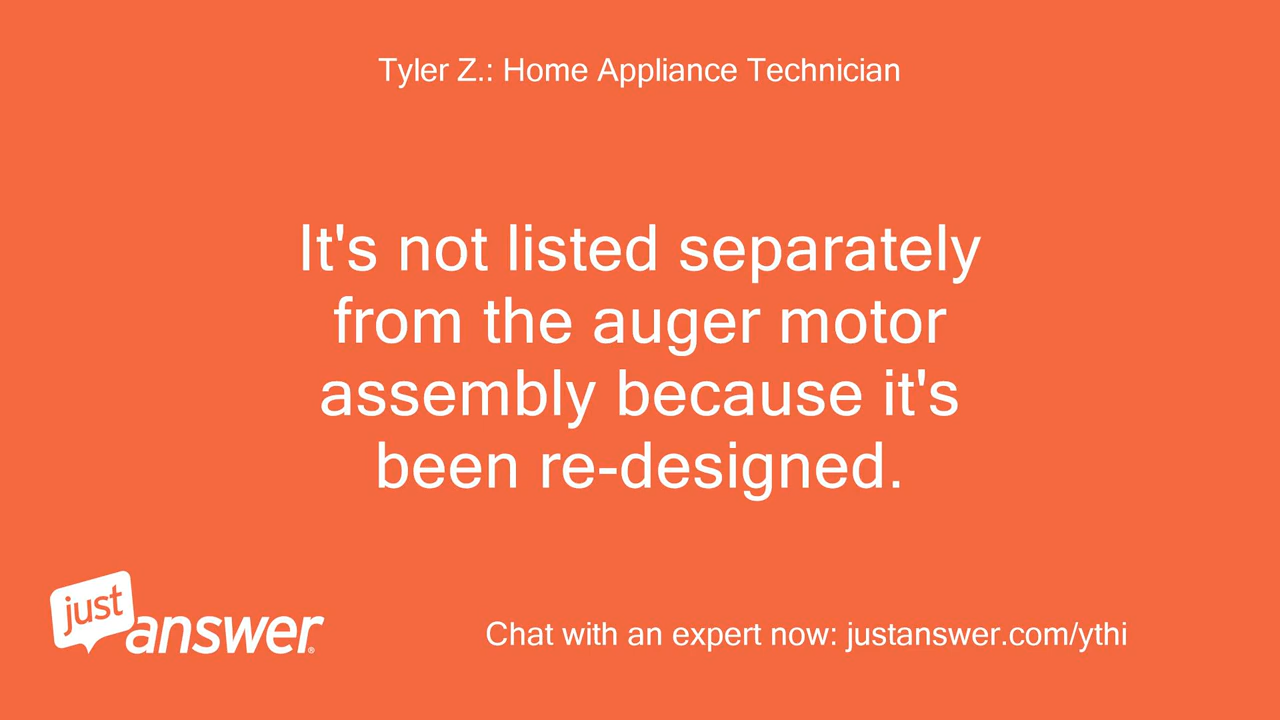 Tyler Z.: Home Appliance Technician
It's not listed separately
from the auger motor
assembly because it's
been re-designed.
just
answer®
Chat with an expert now: justanswer.com/ythi